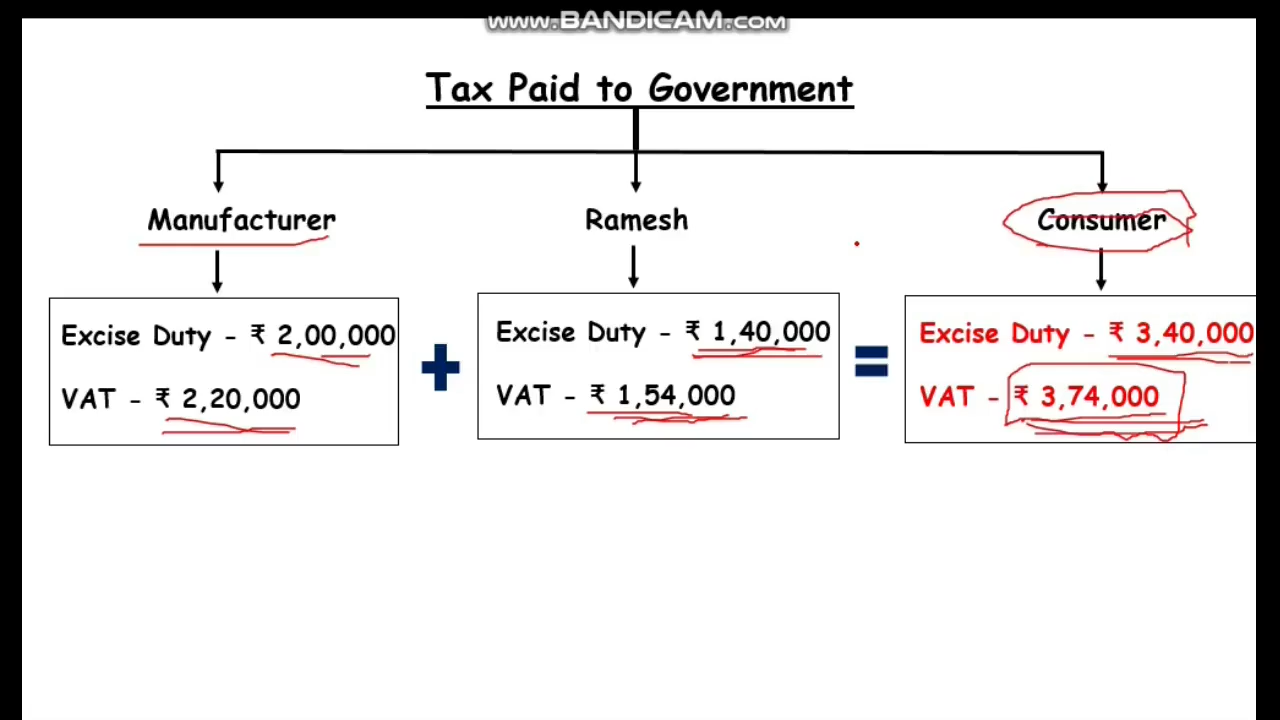 www.BANDICAM.com
Tax Paid to Government
Manufacturer
Ramesh
Consumer
Excise Duty - ₹ 2,00,000
VAT - ₹ 2,20,000
Excise Duty - ₹ 1,40,000
VAT - ₹ 1,54,000
Excise Duty - ₹ 3,40,000
VAT - ₹ 3,74,000